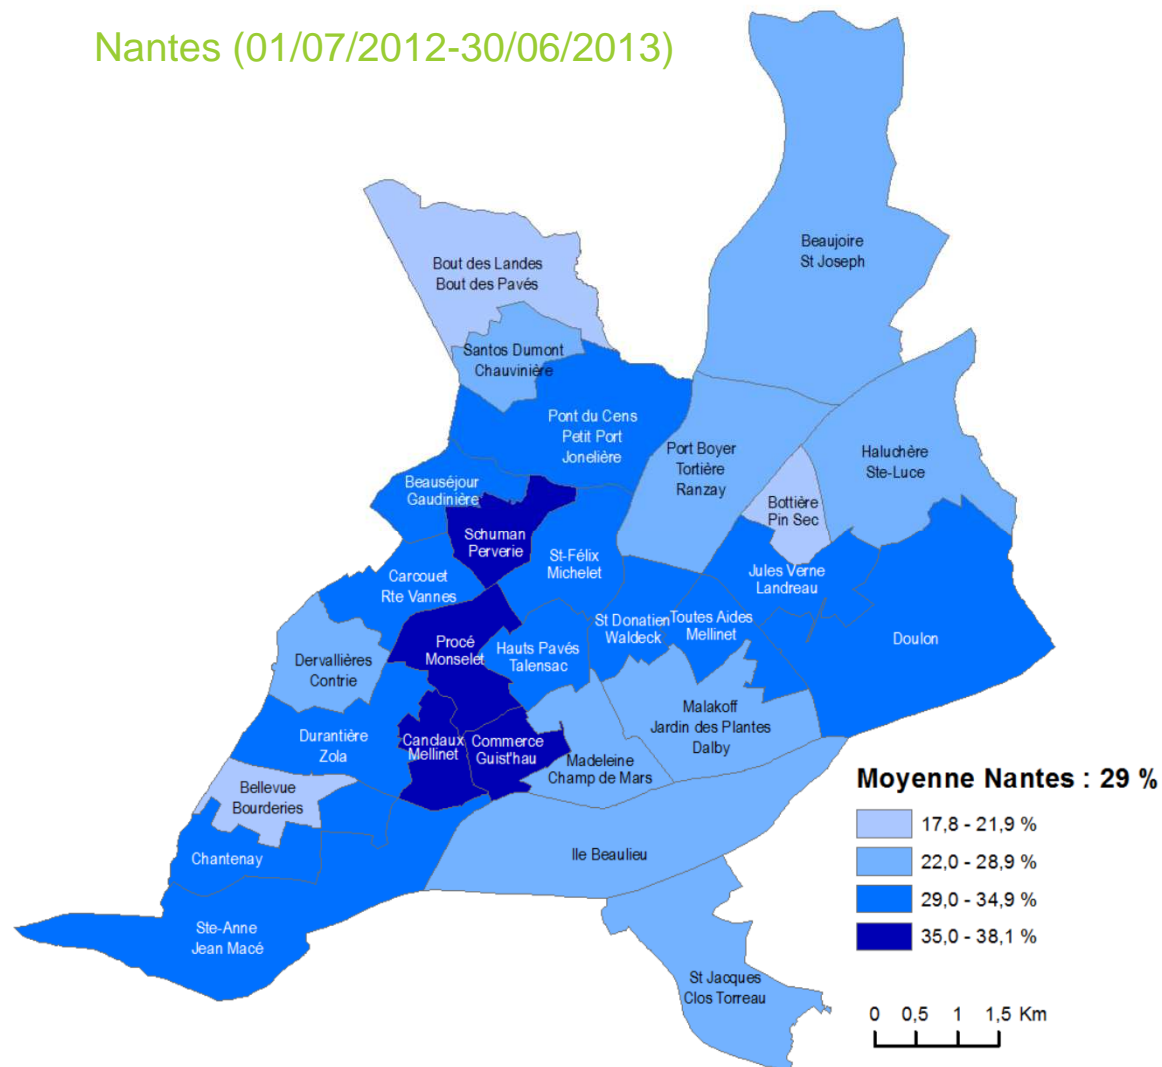 Nantes (01/07/2012-30/06/2013)
Beaujoire
St Joseph
Bout des Landes
Bout des Pavés
Santos Dumont
Chauvinière
Pont du Cens
Petit Port
Jonelière
Port Boyer
Tortière
Ranzay
Haluchère
Ste-Luce
Beauséjour
Gaudinière
Bottière
Pin Sec
Schuman
Perverie
St-Félix
Michelet
Carcouet
Rte Vannes
Jules Verne
Landreau
St Donatien
Waldeck
Toutes Aides
Mellinet
Doulon
Procé
Monselet
Hauts Pavés
Talensac
Dervallières
Contrie
Malakoff
Jardin des Plantes
Dalby
Durantière
Zola
Canclaux
Mellinet
Commerce
Guist'hau
Madeleine
Champ de Mars
Bellevue
Bourderies
Chantenay
Ile Beaulieu
Ste-Anne
Jean Macé
St Jacques
Clos Torreau
Moyenne Nantes : 29 %
17,8 - 21,9 %
22,0 - 28,9 %
29,0 - 34,9 %
35,0 - 38,1 %
0 0,5 1 1,5 Km